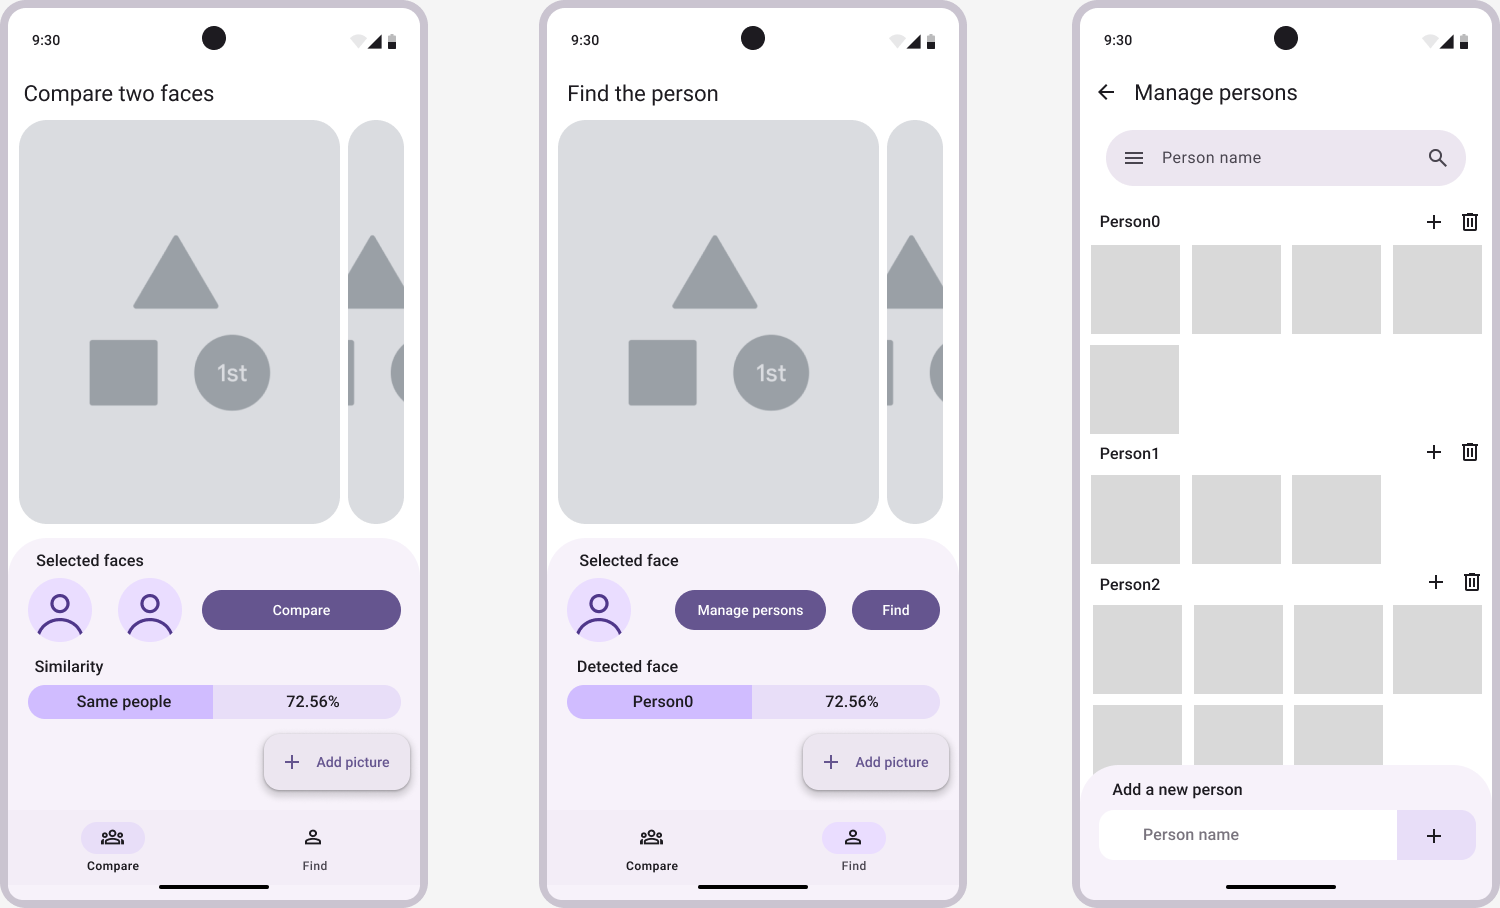 9:30
Compare two faces
1st
Selected faces
Compare
Similarity
Same people 72.56%
Add picture
Compare Find
9:30
Find the person
1st
Selected face
Manage persons Find
Detected face
Person0 72.56%
Add picture
Compare Find
9:30
Manage persons
Person name
Person0
Person1
Person2
Add a new person
Person name